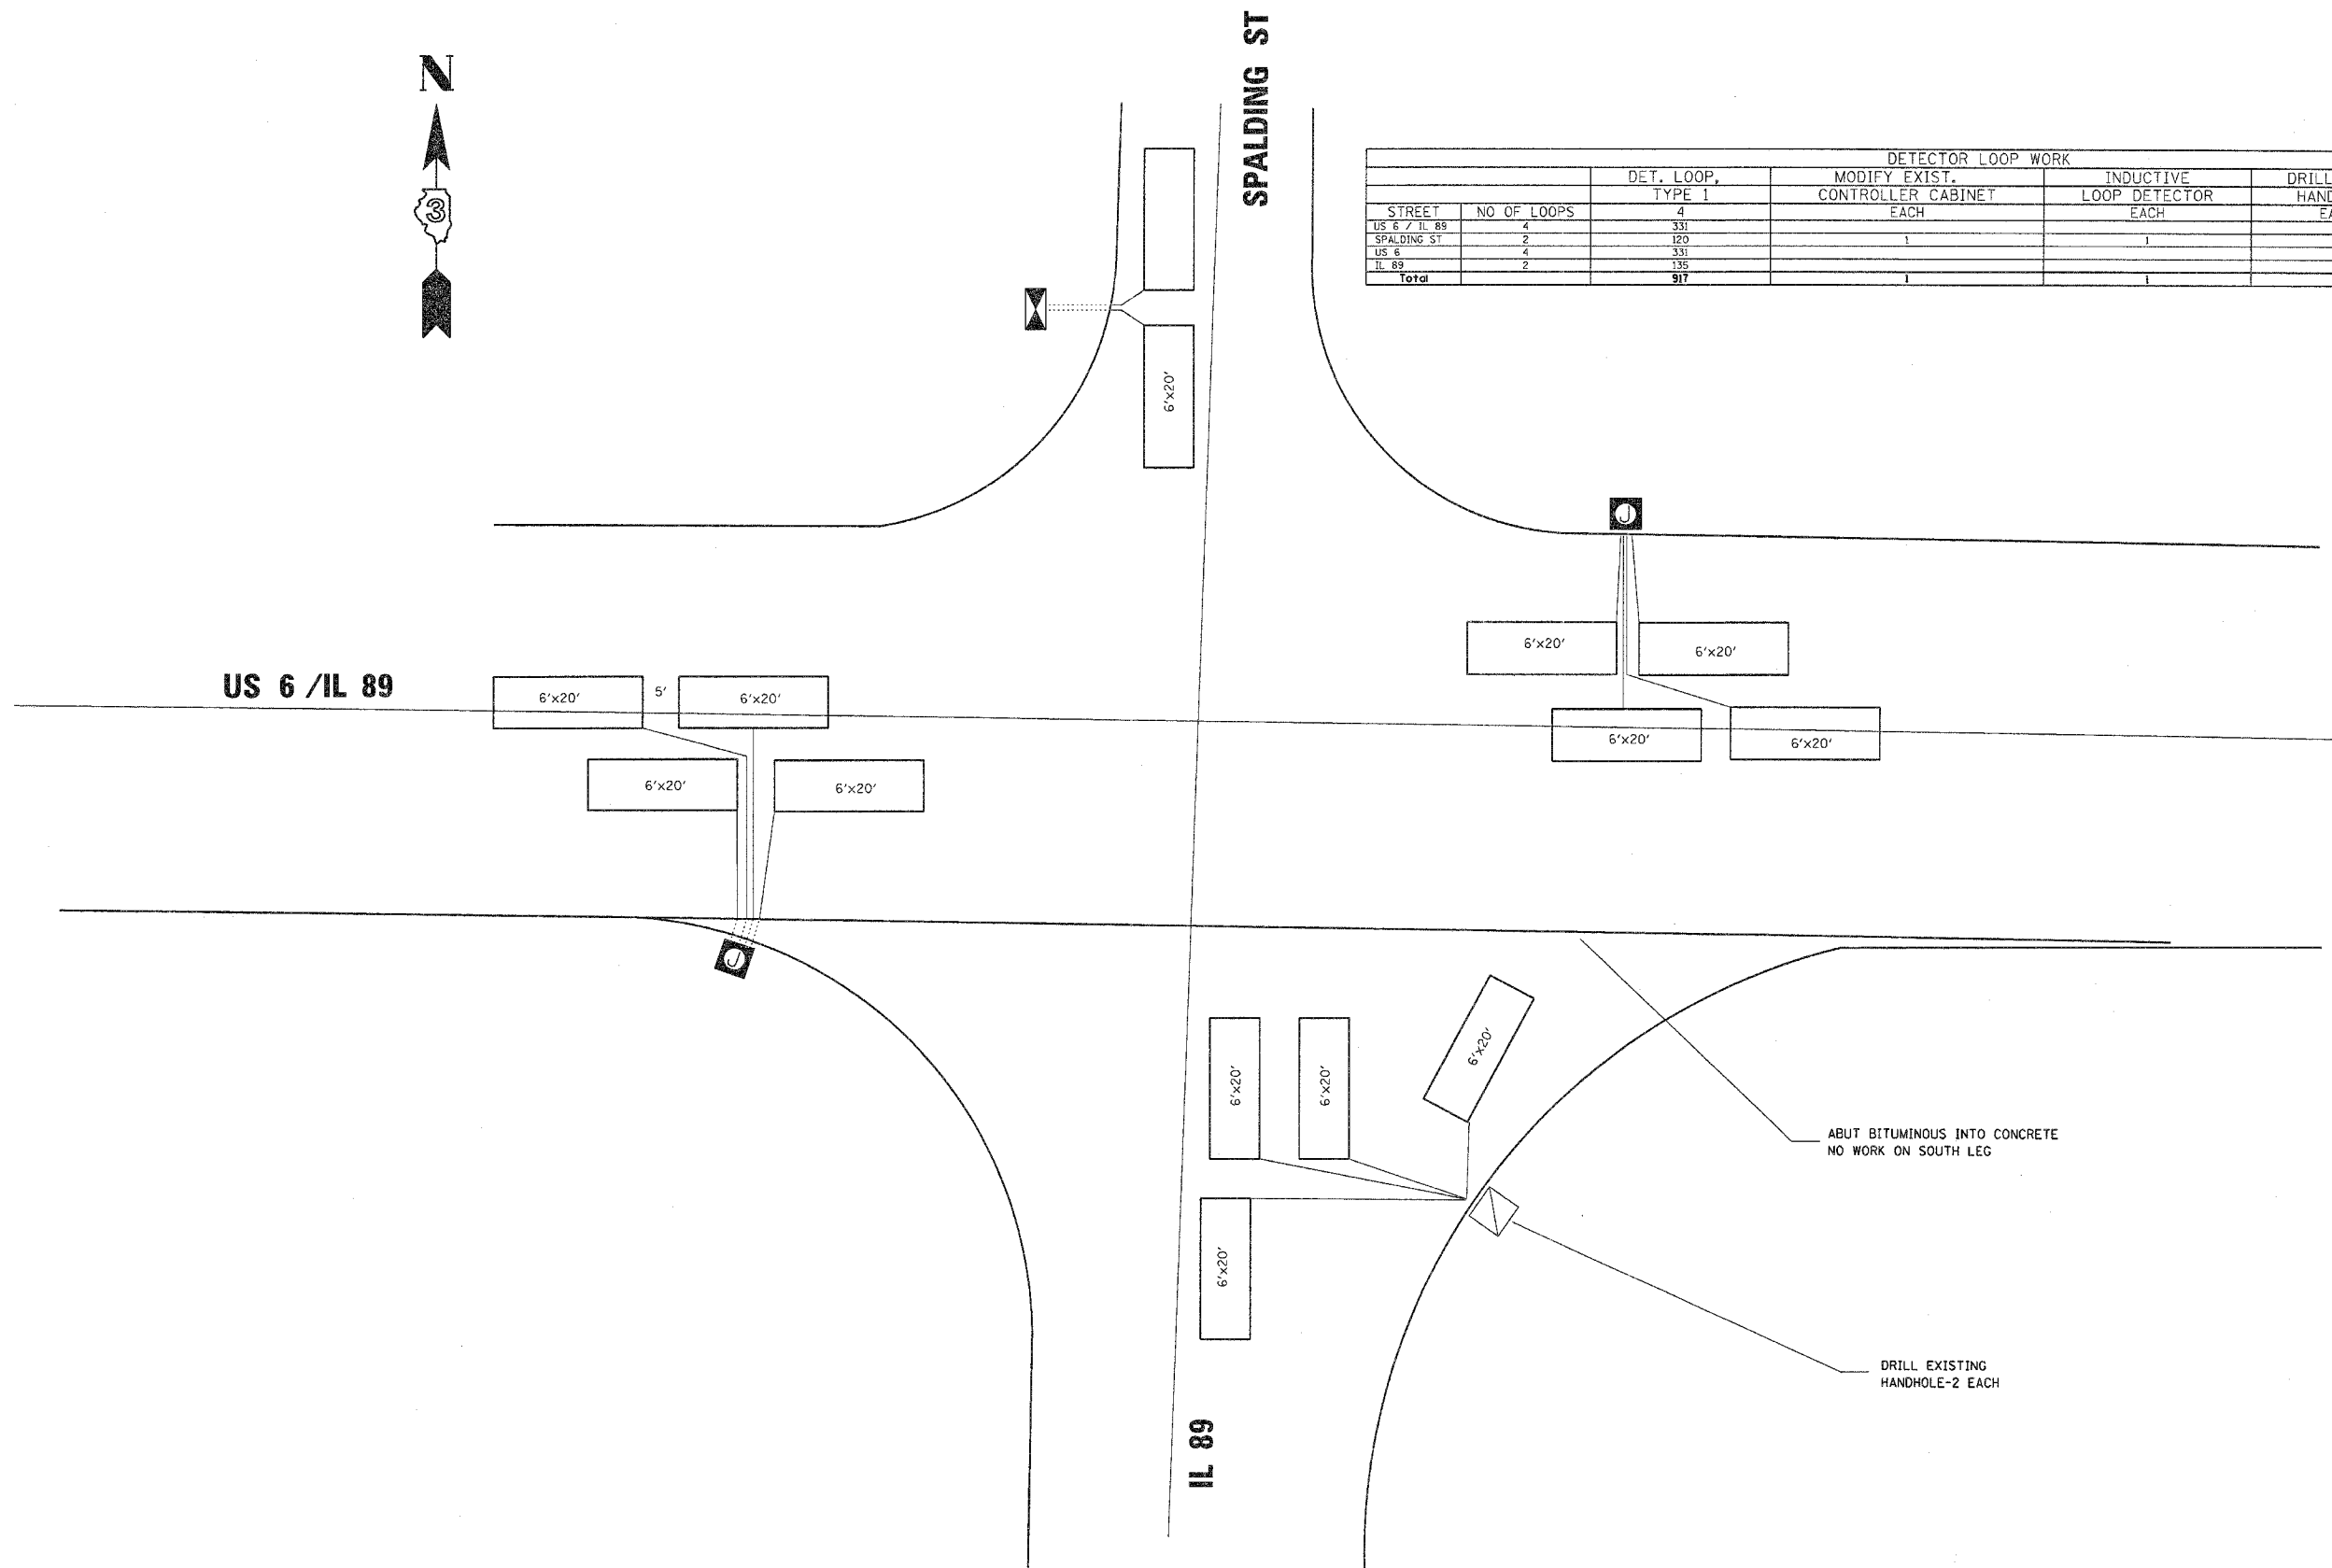 SPALDING ST
N
3
DETECTOR LOOP WORK
DET. LOOP, MODIFY EXIST. INDUCTIVE DRILL
TYPE 1 CONTROLLER CABINET LOOP DETECTOR HAND
STREET NO OF LOOPS 4 EACH EACH EA
US 6 / IL 89 4 331
SPALDING ST 2 120 1 1
US 6 4 331
IL 89 2 135
Total 917 1 1
6'x20'
J
6'x20'
6'x20'
US 6 /IL 89
6'x20'
5'
6'x20'
6'x20'
6'x20'
6'x20'
6'x20'
J
6'x20'
6'x20'
6'x20'
6'x20'
ABUT BITUMINOUS INTO CONCRETE
NO WORK ON SOUTH LEG
DRILL EXISTING
HANDHOLE-2 EACH
IL 89